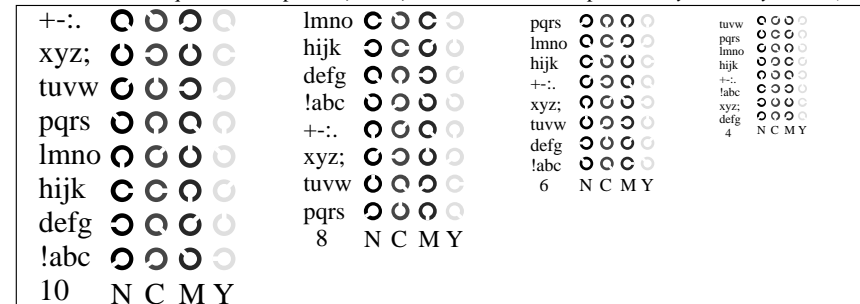 +-:.
xyz;
tuvw
pqrs
lmno
hijk
defg
!abc
10 N C M Y
lmno
hijk
defg
!abc
+-:.
xyz;
tuvw
pqrs
8 N C M Y
pqrs
lmno
hijk
+-:.
xyz;
tuvw
defg
!abc
6 N C M Y
tuvw
pqrs
lmno
hijk
+-:.
!abc
xyz;
defg
4 N C M Y